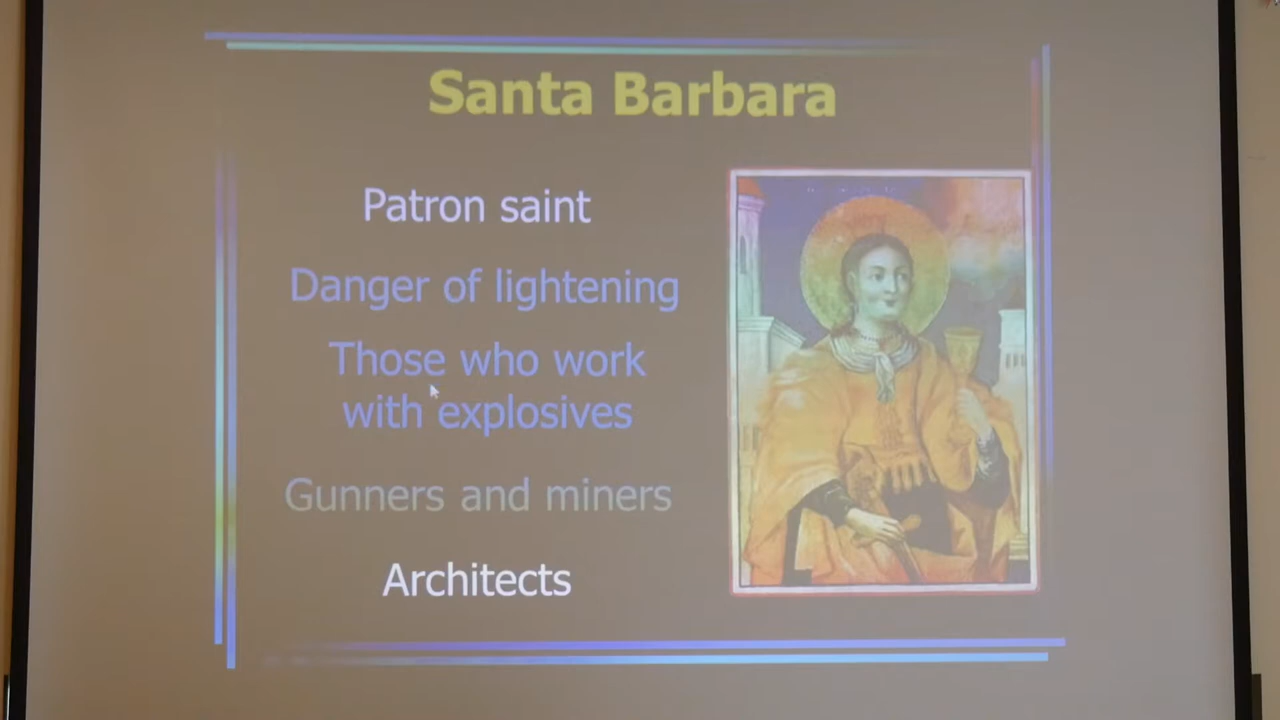 Santa Barbara
Patron saint
Danger of lightening
Those who work
with explosives
Gunners and miners
Architects